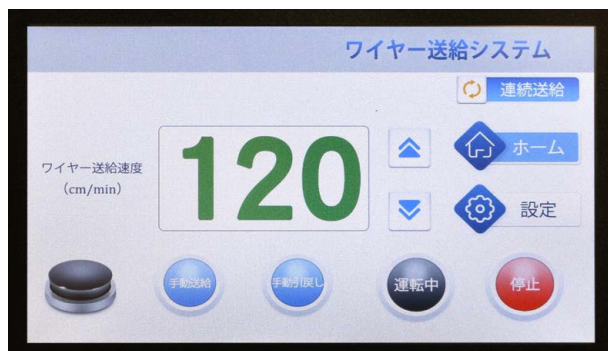 ワイヤー送給システム
連続送給
ワイヤー送給速度
(cm/min)
120
ホーム
設定
手動送給
手動引戻し
運転中
停止